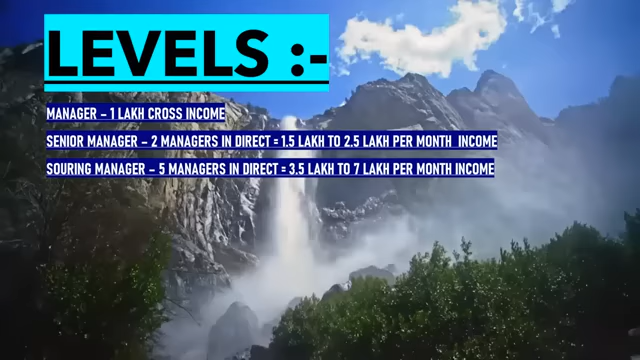 LEVELS :-
MANAGER – 1 LAKH CROSS INCOME
SENIOR MANAGER – 2 MANAGERS IN DIRECT = 1.5 LAKH TO 2.5 LAKH PER MONTH INCOME
SOURING MANAGER – 5 MANAGERS IN DIRECT = 3.5 LAKH TO 7 LAKH PER MONTH INCOME